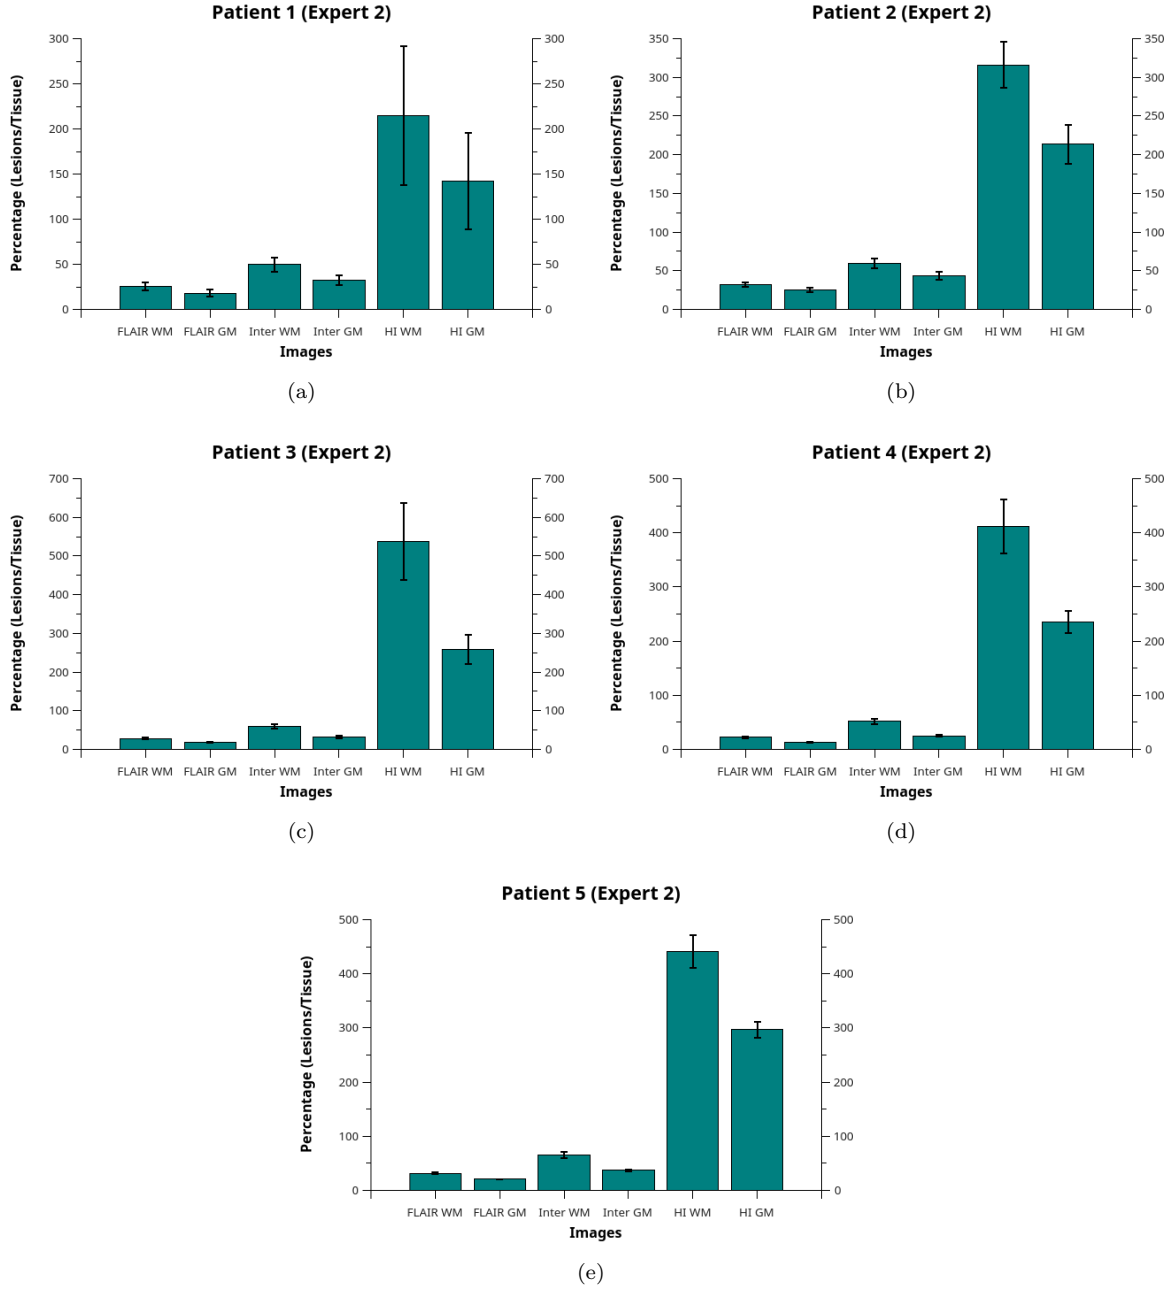 Patient 1 (Expert 2)
Percentage (Lesions/Tissue)
300
250
200
150
100
50
0
300
250
200
150
100
50
0
FLAIR WM FLAIR GM Inter WM Inter GM HI WM HI GM
Images
(a)
Patient 2 (Expert 2)
Percentage (Lesions/Tissue)
350
300
250
200
150
100
50
0
350
300
250
200
150
100
50
0
FLAIR WM FLAIR GM Inter WM Inter GM HI WM HI GM
Images
(b)
Patient 3 (Expert 2)
Percentage (Lesions/Tissue)
700
600
500
400
300
200
100
0
700
600
500
400
300
200
100
0
FLAIR WM FLAIR GM Inter WM Inter GM HI WM HI GM
Images
(c)
Patient 4 (Expert 2)
Percentage (Lesions/Tissue)
500
400
300
200
100
0
500
400
300
200
100
0
FLAIR WM FLAIR GM Inter WM Inter GM HI WM HI GM
Images
(d)
Patient 5 (Expert 2)
Percentage (Lesions/Tissue)
500
400
300
200
100
0
500
400
300
200
100
0
FLAIR WM FLAIR GM Inter WM Inter GM HI WM HI GM
Images
(e)